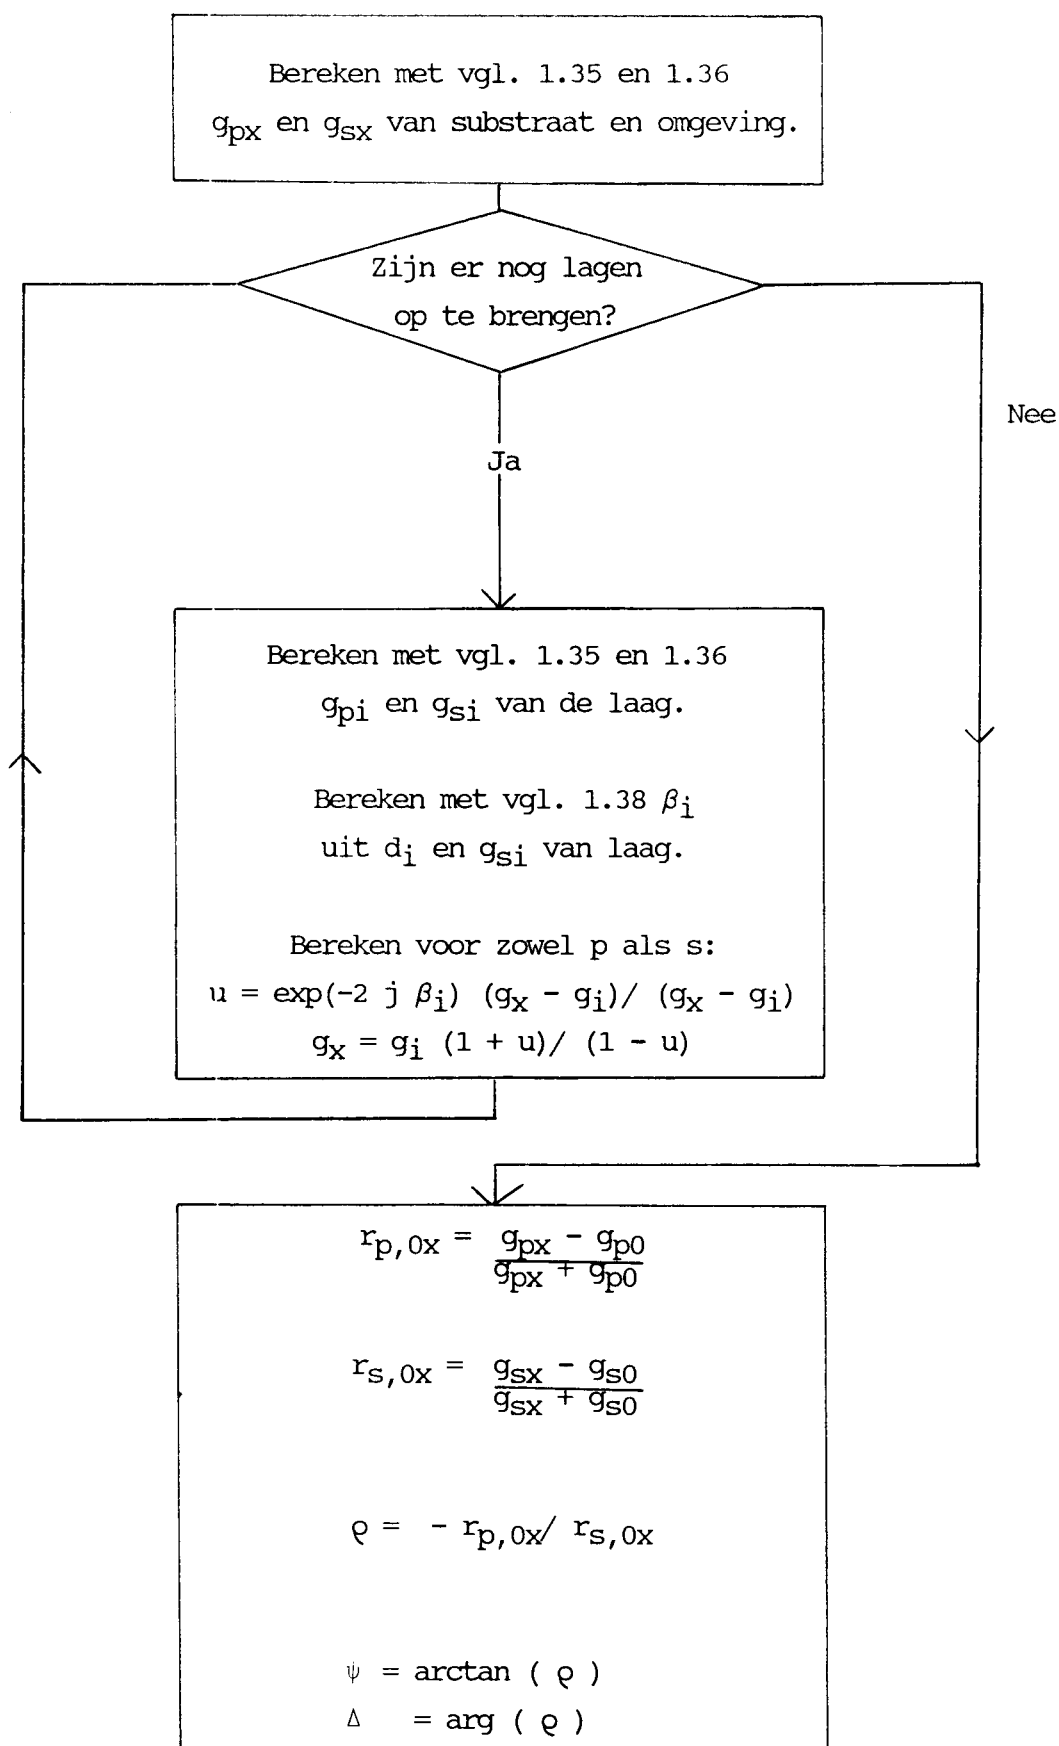 Bereken met vgl. 1.35 en 1.36
gpx en gsx van substraat en omgeving.
Zijn er nog lagen
op te brengen?
Nee
Ja
Bereken met vgl. 1.35 en 1.36
gpi en gsi van de laag.
Bereken met vgl. 1.38 βi
uit di en gsi van laag.
Bereken voor zowel p als s:
u = exp(-2 j βi) (gx - gi)/ (gx - gi)
gx = gi (1 + u)/ (1 - u)
rp,0x = gpx - gp0
gpx + gp0
rs,0x = gsx - gs0
gsx + gs0
ϱ = - rp,0x/ rs,0x
ψ = arctan ( ϱ )
Δ = arg ( ϱ )